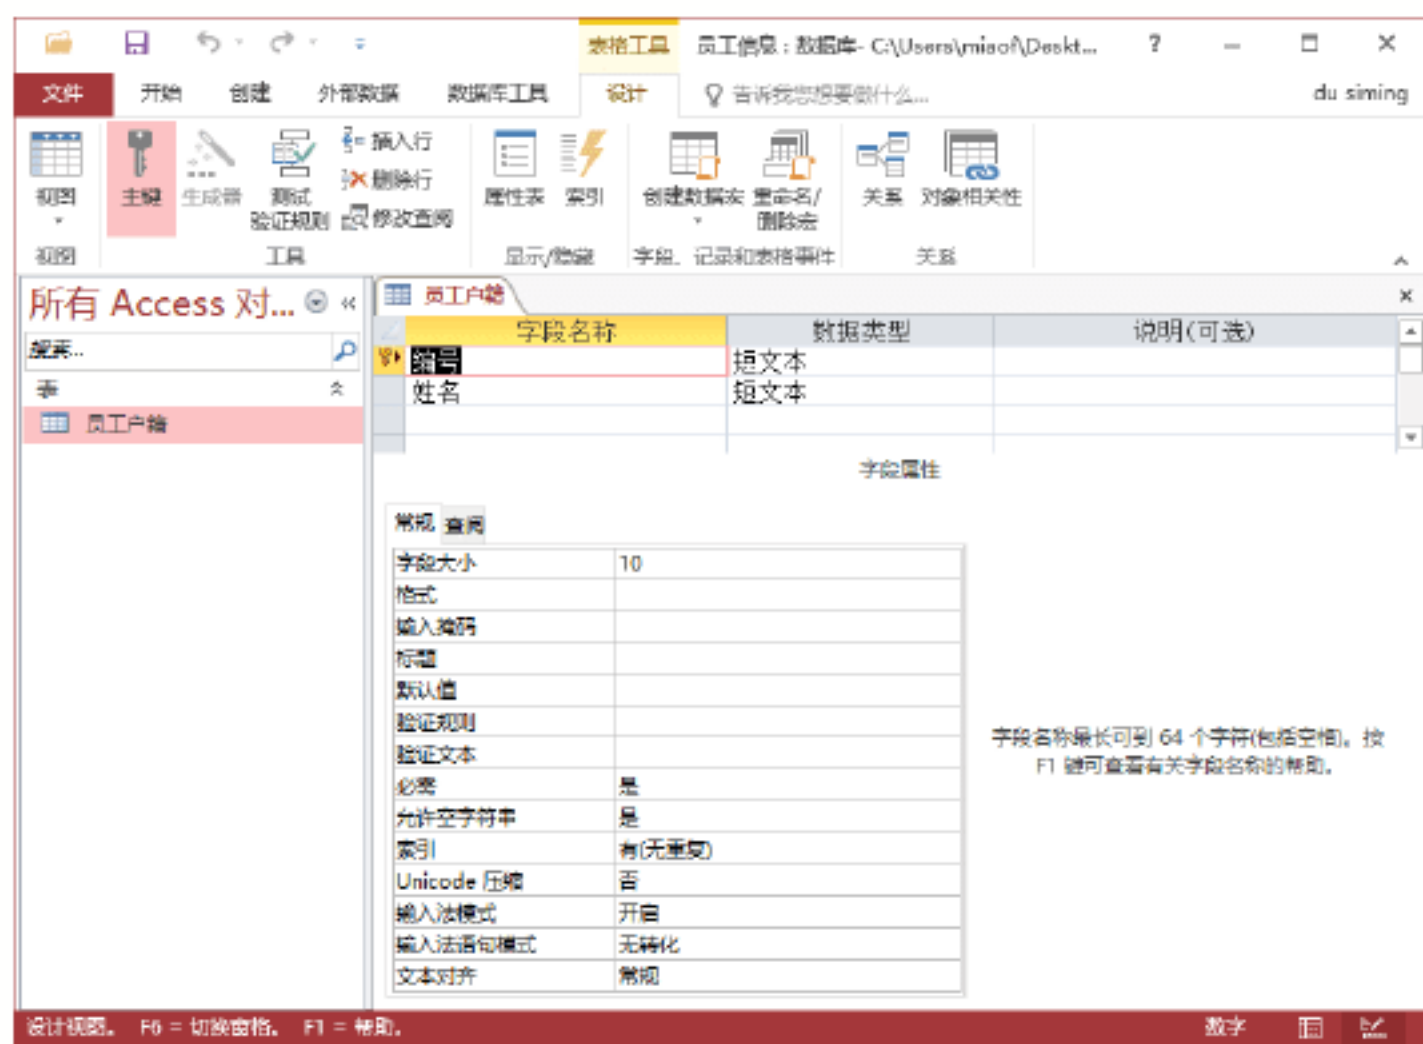 表格工具 员工信息：数据库- C:\Users\miaof\Deskt... ?
文件 开始 创建 外部数据 数据库工具 设计 告诉我您想要做什么... du siming
视图 主键 生成器 测试 验证规则 插入行 删除行 修改查阅 属性表 索引 创建数据宏 重命名/ 删除宏 关系 对象相关性
视图 工具 显示/隐藏 字段、记录和表格事件 关系
所有 Access 对... «
搜索...
表
员工户籍
员工户籍
字段名称 数据类型 说明(可选)
编号 短文本
姓名 短文本
字段属性
常规 查阅
字段大小 10
格式
输入掩码
标题
默认值
验证规则
验证文本
必需 是
允许空字符串 是
索引 有(无重复)
Unicode 压缩 否
输入法模式 开启
输入法语句模式 无转化
文本对齐 常规
字段名称最长可到 64 个字符(包括空格)。按
F1 键可查看有关字段名称的帮助。
设计视图。 F6 = 切换窗格。 F1 = 帮助。 数字